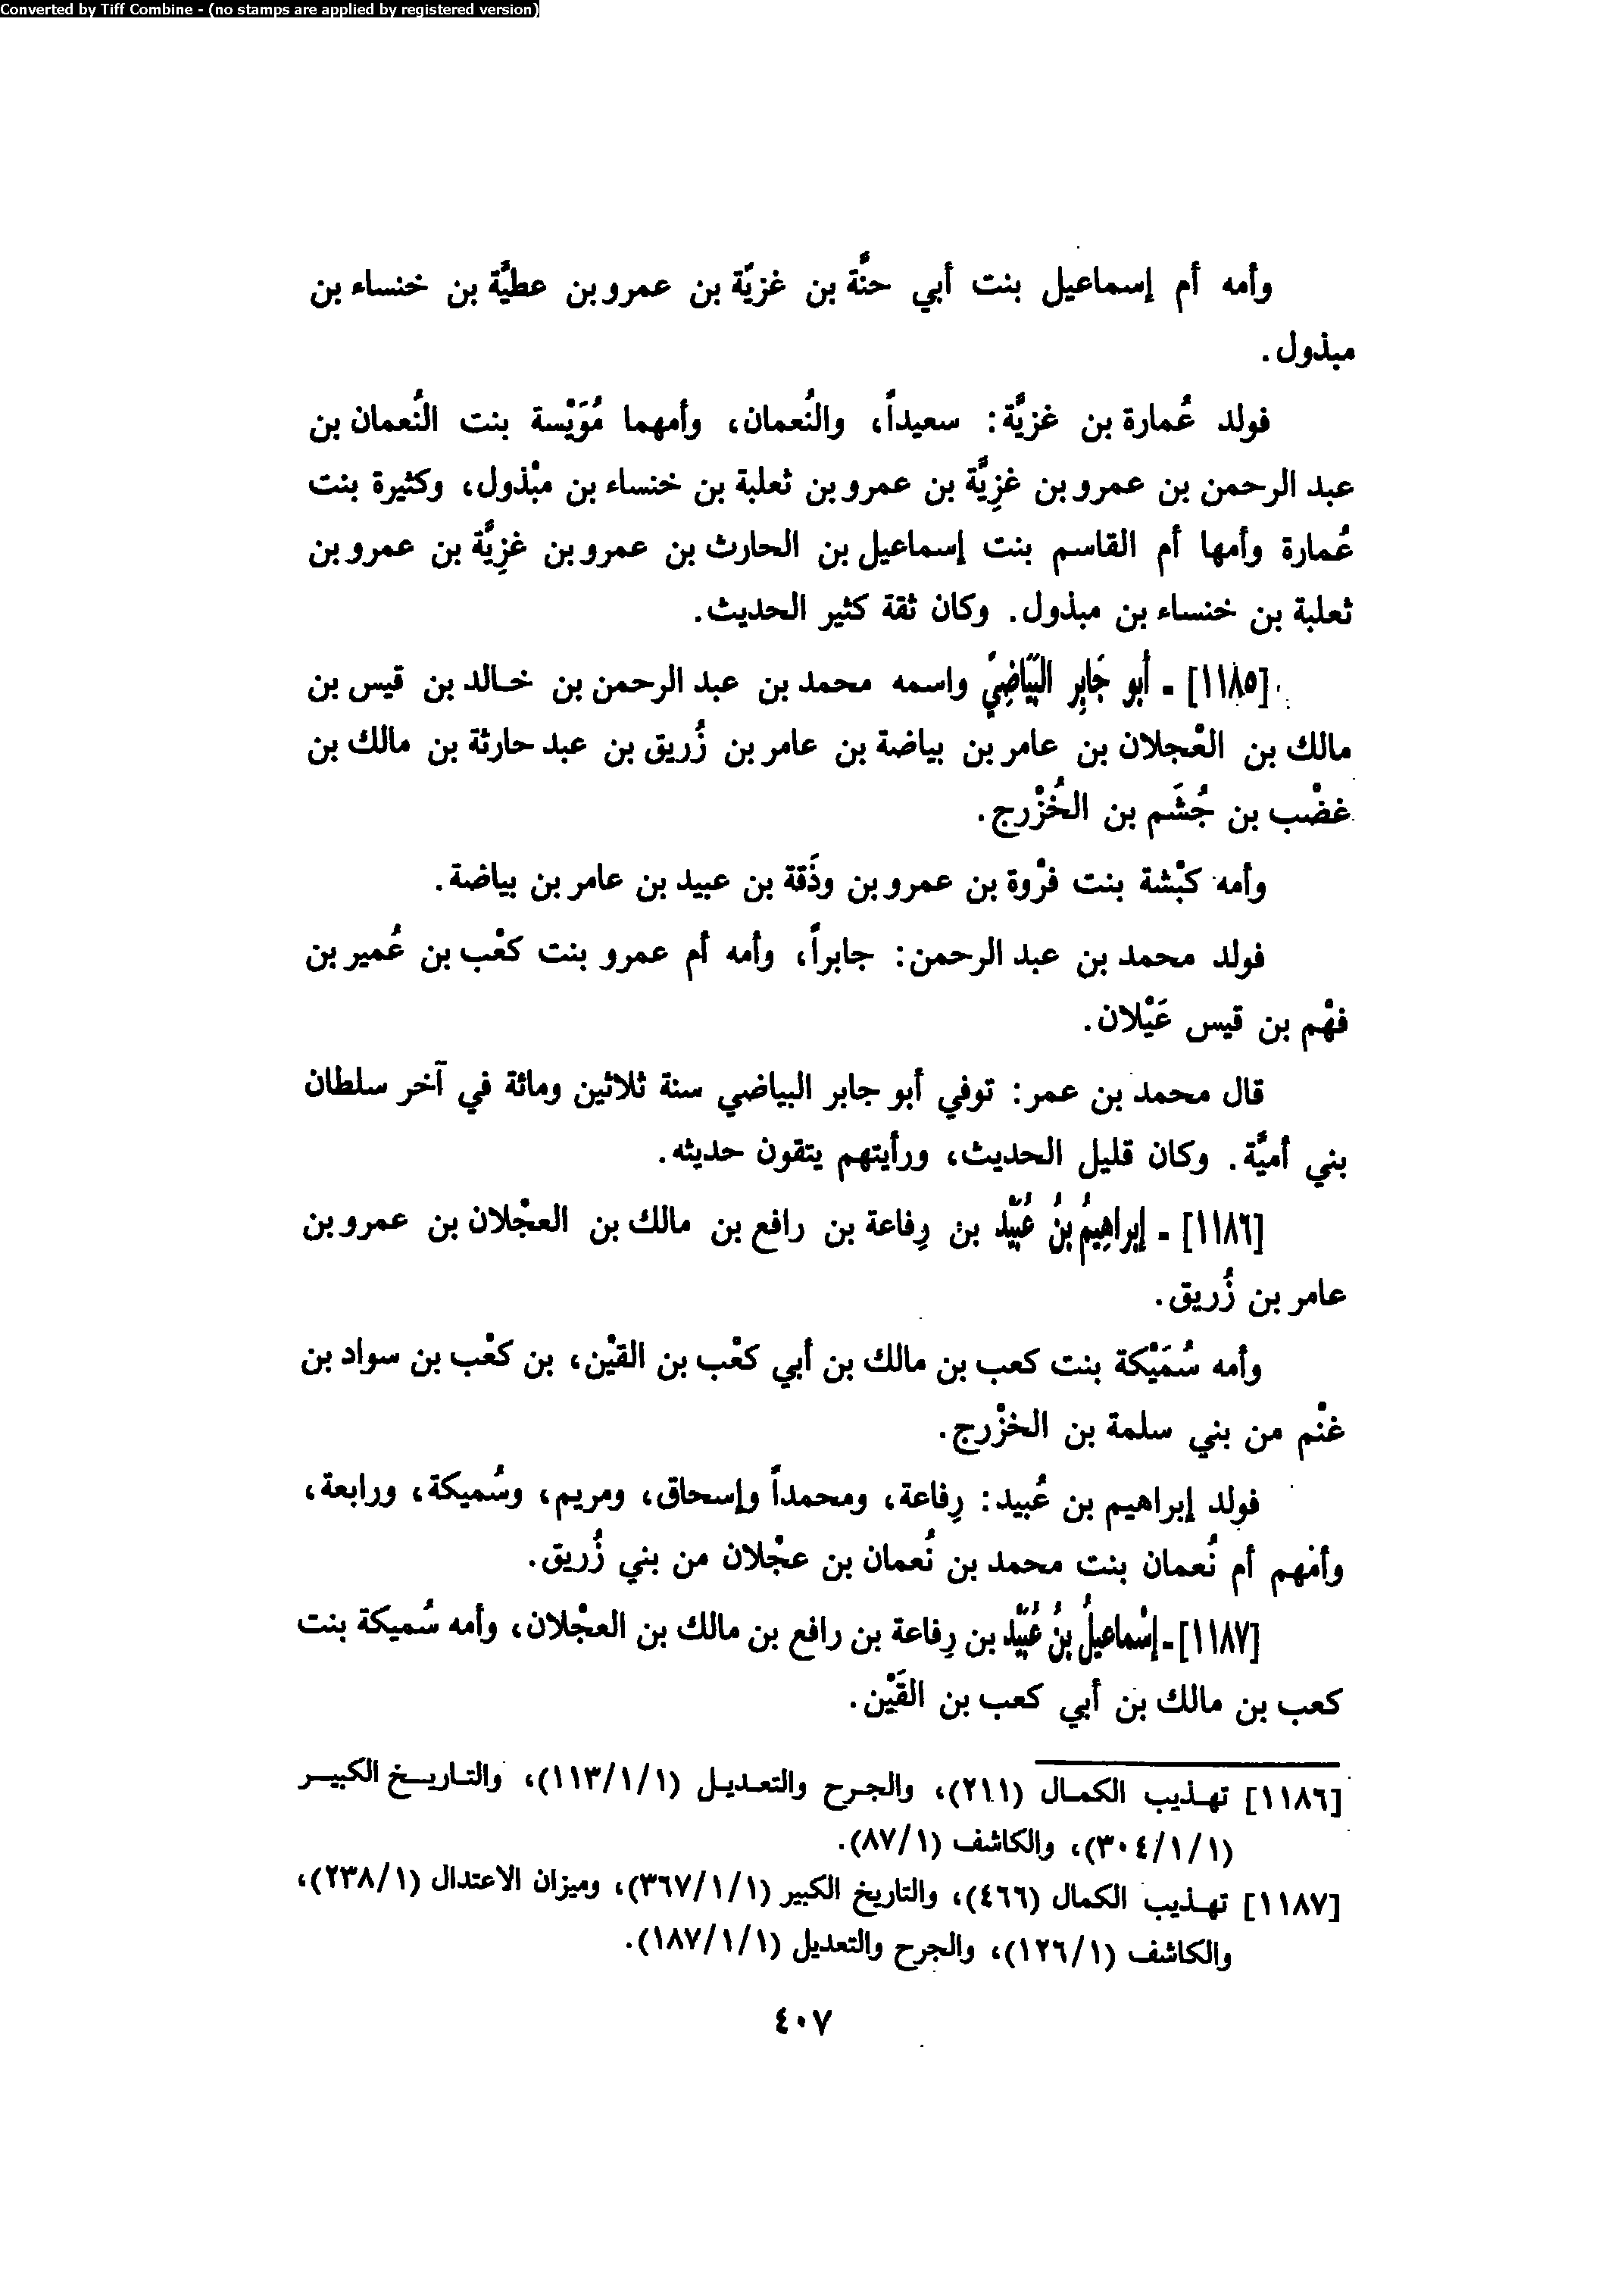 Converted by Tiff Combine - (no stamps are applied by registered version)
وأمه أم إسماعيل بنت أبي حنَّة بن غزيّة بن عمرو بن عطيَّة بن خنساء بن
مبذول.
فولد عُمارة بن غزيَّة: سعيداً، والنُعمان، وأمهما مُوَيْسة بنت النُعمان بن
عبد الرحمن بن عمرو بن غزِيَّة بن عمرو بن ثعلبة بن خنساء بن مبْذول، وكثيرة بنت
عُمارة وأمها أم القاسم بنت إسماعيل بن الحارث بن عمرو بن غزِيَّة بن عمرو بن
ثعلبة بن خنساء بن مبذول. وكان ثقة كثير الحديث.
[١١٨٥] - أَبو جَابِر البَيَاضِيّ واسمه محمد بن عبد الرحمن بن خالد بن قيس بن
مالك بن العْجلان بن عامر بن بياضة بن عامر بن زُريق بن عبد حارثة بن مالك بن
غضْب بن جُشَم بن الخُزْرج.
وأمه كبْشة بنت فرْوة بن عمرو بن وذَقة بن عبيد بن عامر بن بياضة.
فولد محمد بن عبد الرحمن: جابراً، وأمه أم عمرو بنت كعْب بن عُمير بن
فهْم بن قيس عَيْلان.
قال محمد بن عمر: توفي أبو جابر البياضي سنة ثلاثين ومائة في آخر سلطان
بني أميَّة. وكان قليل الحديث، ورأيتهم يتقون حديثه.
[١١٨٦] - إبراهِيمُ بنُ عُبَيْد بن رِفاعة بن رافع بن مالك بن العجْلان بن عمرو بن
عامر بن زُريق.
وأمه سُمَيْكة بنت كعب بن مالك بن أبي كعْب بن القيْن، بن كعْب بن سواد بن
غنْم من بني سلمة بن الخزْرج.
فولد إبراهيم بن عُبيد: رِفاعة، ومحمداً وإسحاق، ومريم، وسُميكة، ورابعة،
وأمهم أم نُعمان بنت محمد بن نُعمان بن عجْلان من بني زُريق.
[١١٨٧] - إسْماعيلُ بنُ عُبَيْد بن رِفاعة بن رافع بن مالك بن العجْلان، وأمه سُميكة بنت
كعب بن مالك بن أبي كعب بن القَيْن.
[١١٨٦] تهذيب الكمال (٢١١)، والجرح والتعديل (١١٣/١/١)، والتاريخ الكبير
(٣٠٤/١/١)، والكاشف (٨٧/١).
[١١٨٧] تهذيب الكمال (٤٦٦)، والتاريخ الكبير (٣٦٧/١/١)، وميزان الاعتدال (٢٣٨/١)،
والكاشف (١٢٦/١)، والجرح والتعديل (١٨٧/١/١).
٤٠٧